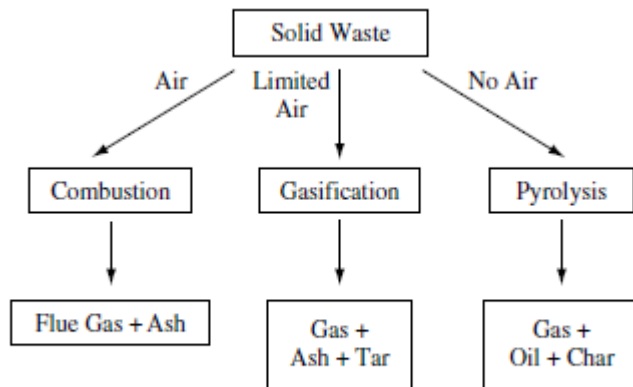 Solid Waste
Air
Limited
Air
No Air
Combustion
Gasification
Pyrolysis
Flue Gas + Ash
Gas +
Ash + Tar
Gas +
Oil + Char